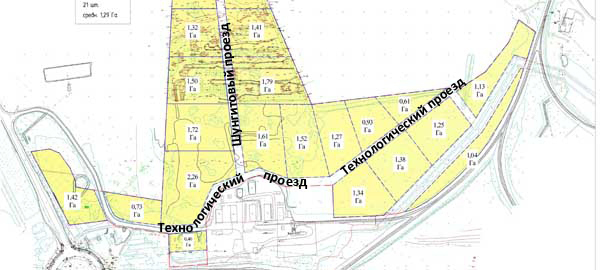 21 шт.
средн. 1,29 Га
1,32
Га
1,41
Га
1,50
Га
1,79
Га
Шунгитовый проезд
1,72
Га
1,61
Га
1,52
Га
1,27
Га
0,93
Га
0,61
Га
1,25
Га
1,13
Га
Технологический проезд
2,26
Га
1,38
Га
1,04
Га
1,34
Га
1,42
Га
0,73
Га
Технологический проезд
0,40
Га